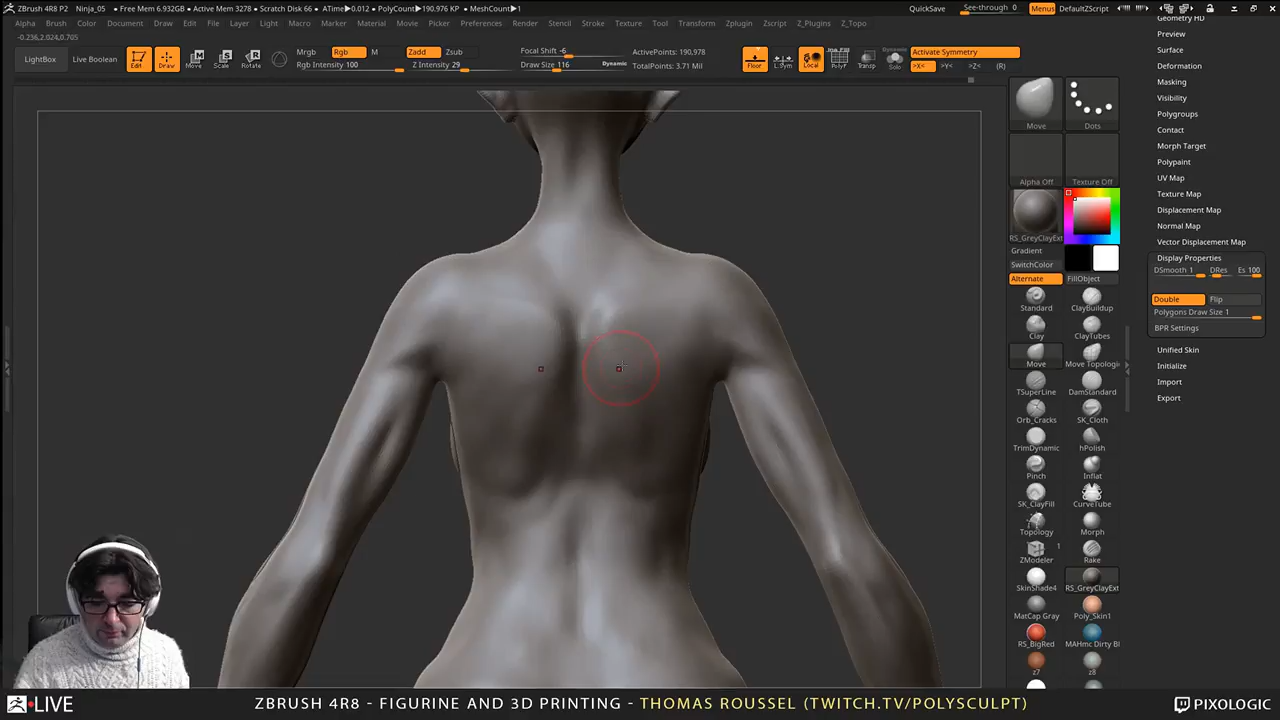 ZBrush 4R8 P2 Ninja_05 • Free Mem 6.932GB • Active Mem 3278 • Scratch Disk 66 • ATime▸0.012 • PolyCount▸190.976 KP • MeshCount▸1 QuickSave See-through 0 Menus DefaultZScript
Alpha Brush Color Document Draw Edit File Layer Light Macro Marker Material Movie Picker Preferences Render Stencil Stroke Texture Tool Transform Zplugin Zscript Z_Plugins Z_Topo
-0.236,2.024,0.705
LightBox Live Boolean Edit Draw Move Scale Rotate
Mrgb Rgb M Zadd Zsub Focal Shift -6 ActivePoints: 190,978
Rgb Intensity 100 Z Intensity 29 Draw Size 116 Dynamic TotalPoints: 3.71 Mil
Floor L.Sym Local PolyF Transp Dynamic Solo
Activate Symmetry
>X< >Y< >Z< (R)
Move Dots
Alpha Off Texture Off
RS_GreyClayExt
Gradient
SwitchColor
Alternate FillObject
Standard ClayBuildup
Clay ClayTubes
Move Move Topologic
TSuperLine DamStandard
Orb_Cracks SK_Cloth
TrimDynamic hPolish
Pinch Inflat
SK_ClayFill CurveTube
Topology Morph
1
ZModeler Rake
SkinShade4 RS_GreyClayExt
MatCap Gray Poly_Skin1
RS_BigRed MAHmc Dirty Bl
z7 z8
Geometry HD
Preview
Surface
Deformation
Masking
Visibility
Polygroups
Contact
Morph Target
Polypaint
UV Map
Texture Map
Displacement Map
Normal Map
Vector Displacement Map
Display Properties
DSmooth 1 DRes Es 100
Double Flip
Polygons Draw Size 1
BPR Settings
Unified Skin
Initialize
Import
Export
LIVE ZBRUSH 4R8 - FIGURINE AND 3D PRINTING - THOMAS ROUSSEL (TWITCH.TV/POLYSCULPT) PIXOLOGIC